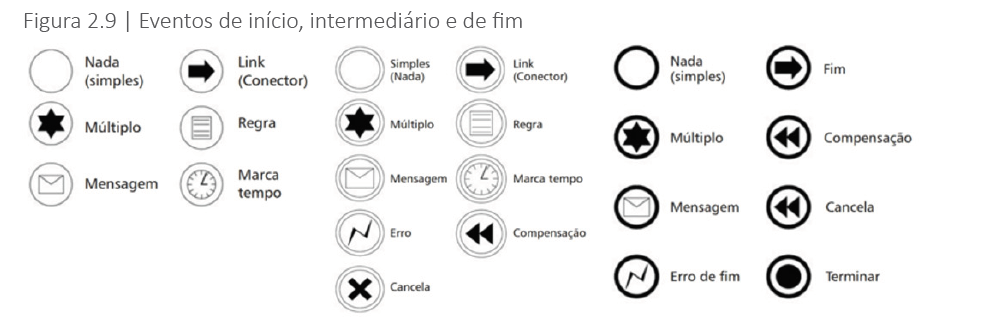 Figura 2.9 | Eventos de início, intermediário e de fim
Nada
(simples)
Link
(Conector)
Múltiplo
Regra
Mensagem
Marca
tempo
Simples
(Nada)
Link
(Conector)
Múltiplo
Regra
Mensagem
Marca tempo
Erro
Compensação
Cancela
Nada
(simples)
Fim
Múltiplo
Compensação
Mensagem
Cancela
Erro de fim
Terminar